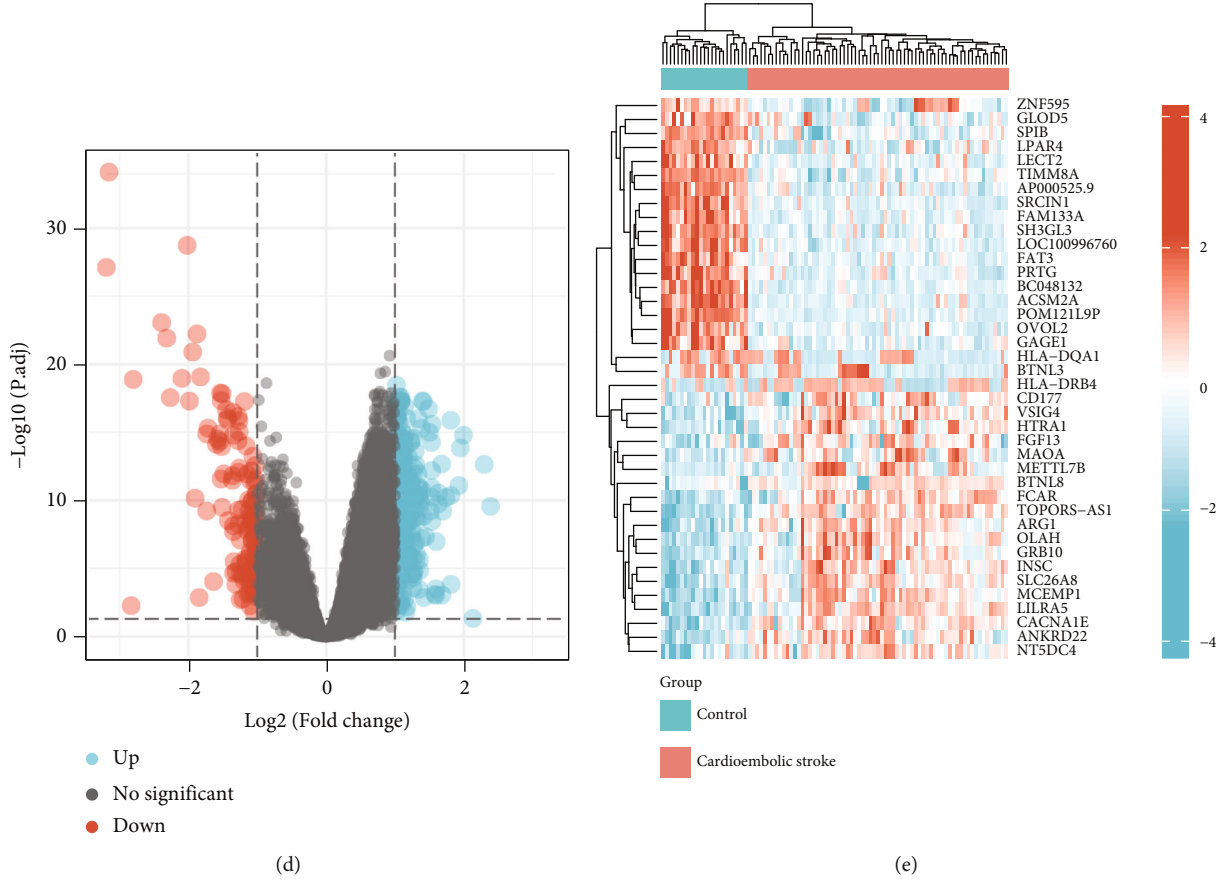 30
20
10
0
−Log10 (P.adj)
−2
0
2
Log2 (Fold change)
Up
No significant
Down
(d)
ZNF595
GLOD5
SPIB
LPAR4
LECT2
TIMM8A
AP000525.9
SRCIN1
FAM133A
SH3GL3
LOC100996760
FAT3
PRTG
BC048132
ACSM2A
POM121L9P
OVOL2
GAGE1
HLA−DQA1
BTNL3
HLA−DRB4
CD177
VSIG4
HTRA1
FGF13
MAOA
METTL7B
BTNL8
FCAR
TOPORS−AS1
ARG1
OLAH
GRB10
INSC
SLC26A8
MCEMP1
LILRA5
CACNA1E
ANKRD22
NT5DC4
4
2
0
−2
−4
Group
Control
Cardioembolic stroke
(e)